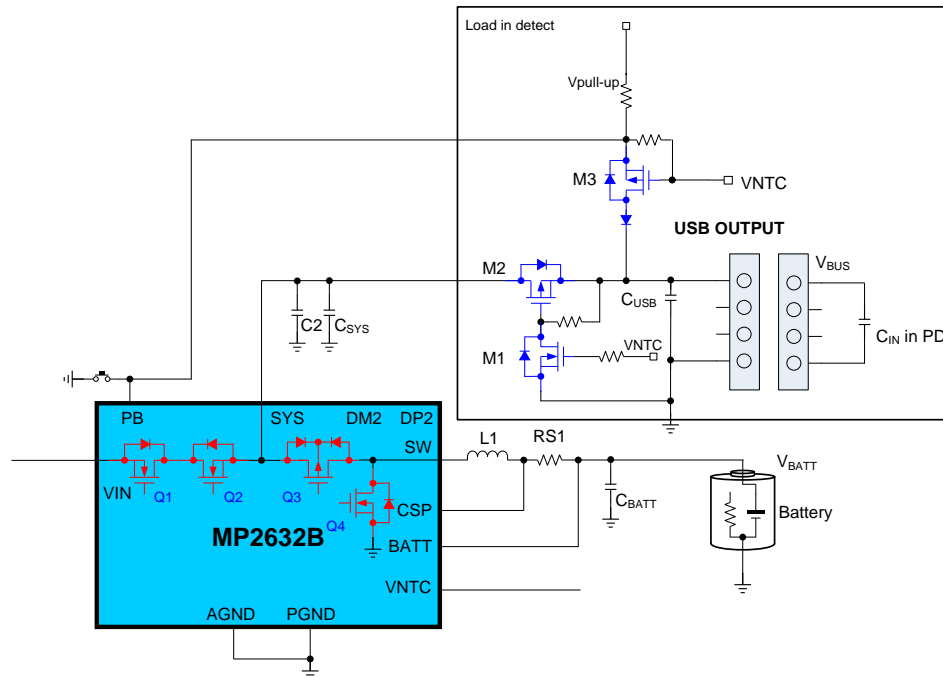 Load in detect
Vpull-up
M3
VNTC
USB OUTPUT
M2
VBUS
CUSB
C2
CSYS
CIN in PD
VNTC
M1
PB
SYS
DM2
DP2
SW
L1
RS1
VBATT
VIN
Q1
Q2
Q3
CBATT
Battery
CSP
Q4
MP2632B
BATT
VNTC
AGND
PGND